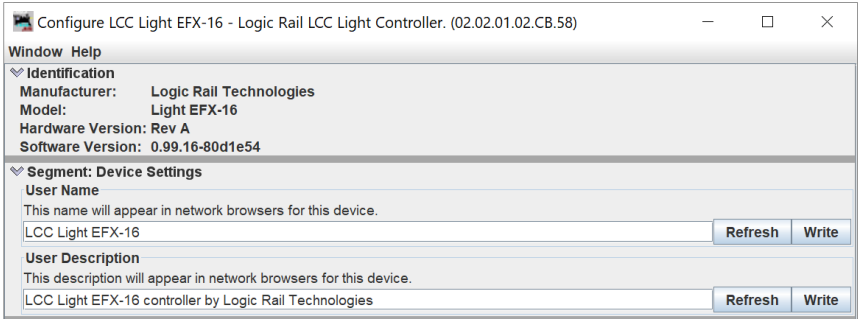 Configure LCC Light EFX-16 - Logic Rail LCC Light Controller. (02.02.01.02.CB.58)
Window Help
Identification
Manufacturer: Logic Rail Technologies
Model: Light EFX-16
Hardware Version: Rev A
Software Version: 0.99.16-80d1e54
Segment: Device Settings
User Name
This name will appear in network browsers for this device.
LCC Light EFX-16 Refresh Write
User Description
This description will appear in network browsers for this device.
LCC Light EFX-16 controller by Logic Rail Technologies Refresh Write